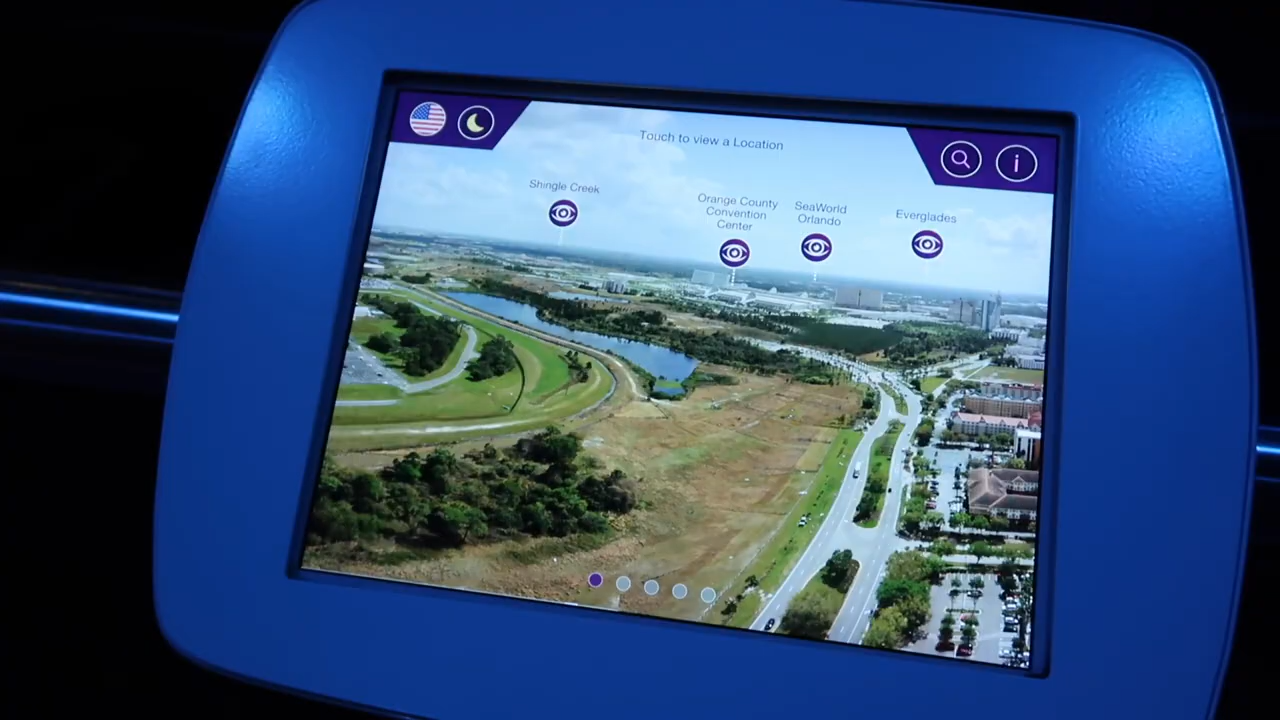 Touch to view a Location
Shingle Creek
Orange County
Convention
Center
SeaWorld
Orlando
Everglades
i